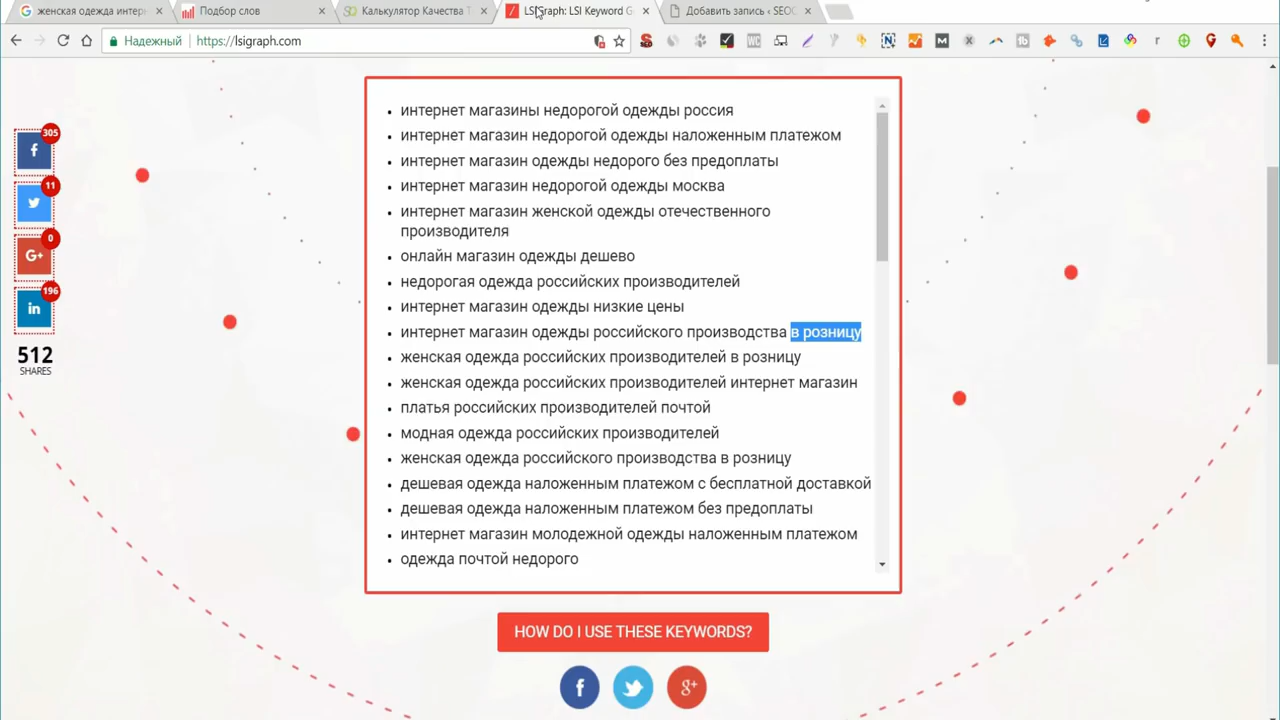 женская одежда интерн
Подбор слов
Калькулятор Качества Т
LSIGraph: LSI Keyword G
Добавить запись ‹ SEO
Надежный
https://lsigraph.com
305
11
0
196
512
SHARES
интернет магазины недорогой одежды россия
интернет магазин недорогой одежды наложенным платежом
интернет магазин одежды недорого без предоплаты
интернет магазин недорогой одежды москва
интернет магазин женской одежды отечественного
производителя
онлайн магазин одежды дешево
недорогая одежда российских производителей
интернет магазин одежды низкие цены
интернет магазин одежды российского производства в розницу
женская одежда российских производителей в розницу
женская одежда российских производителей интернет магазин
платья российских производителей почтой
модная одежда российских производителей
женская одежда российского производства в розницу
дешевая одежда наложенным платежом с бесплатной доставкой
дешевая одежда наложенным платежом без предоплаты
интернет магазин молодежной одежды наложенным платежом
одежда почтой недорого
HOW DO I USE THESE KEYWORDS?